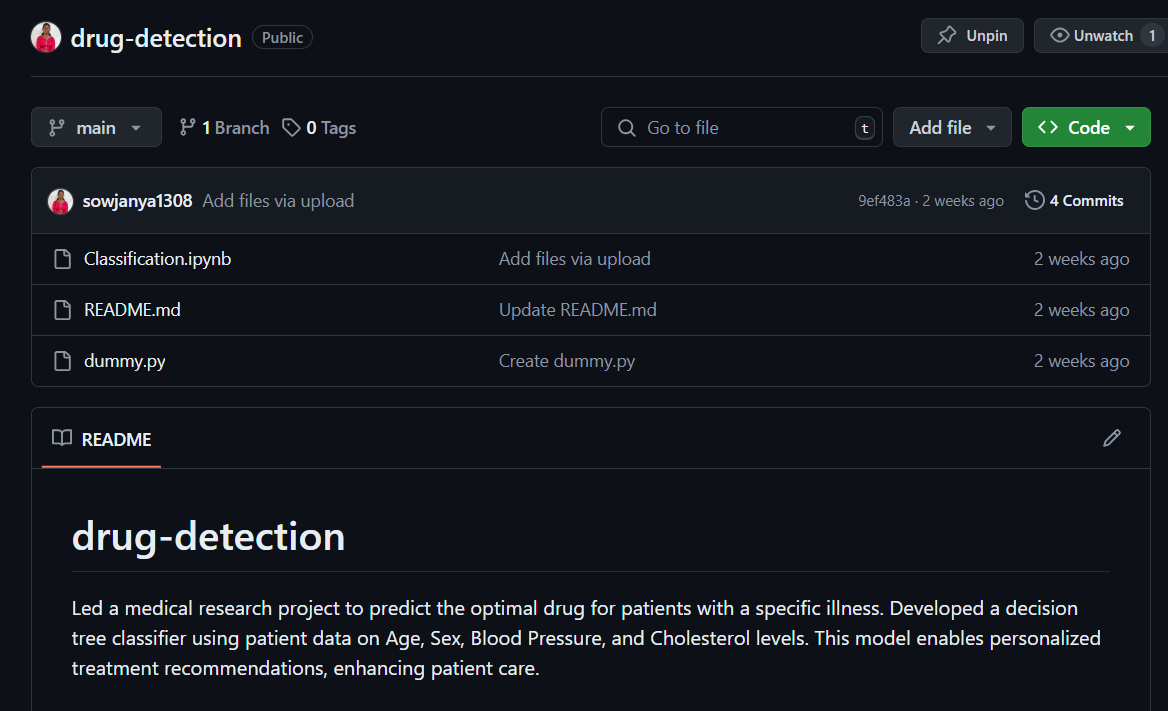 drug-detection Public Unpin Unwatch 1
main 1 Branch 0 Tags Go to file t Add file Code
sowjanya1308 Add files via upload 9ef483a · 2 weeks ago 4 Commits
Classification.ipynb Add files via upload 2 weeks ago
README.md Update README.md 2 weeks ago
dummy.py Create dummy.py 2 weeks ago
README
drug-detection
Led a medical research project to predict the optimal drug for patients with a specific illness. Developed a decision
tree classifier using patient data on Age, Sex, Blood Pressure, and Cholesterol levels. This model enables personalized
treatment recommendations, enhancing patient care.